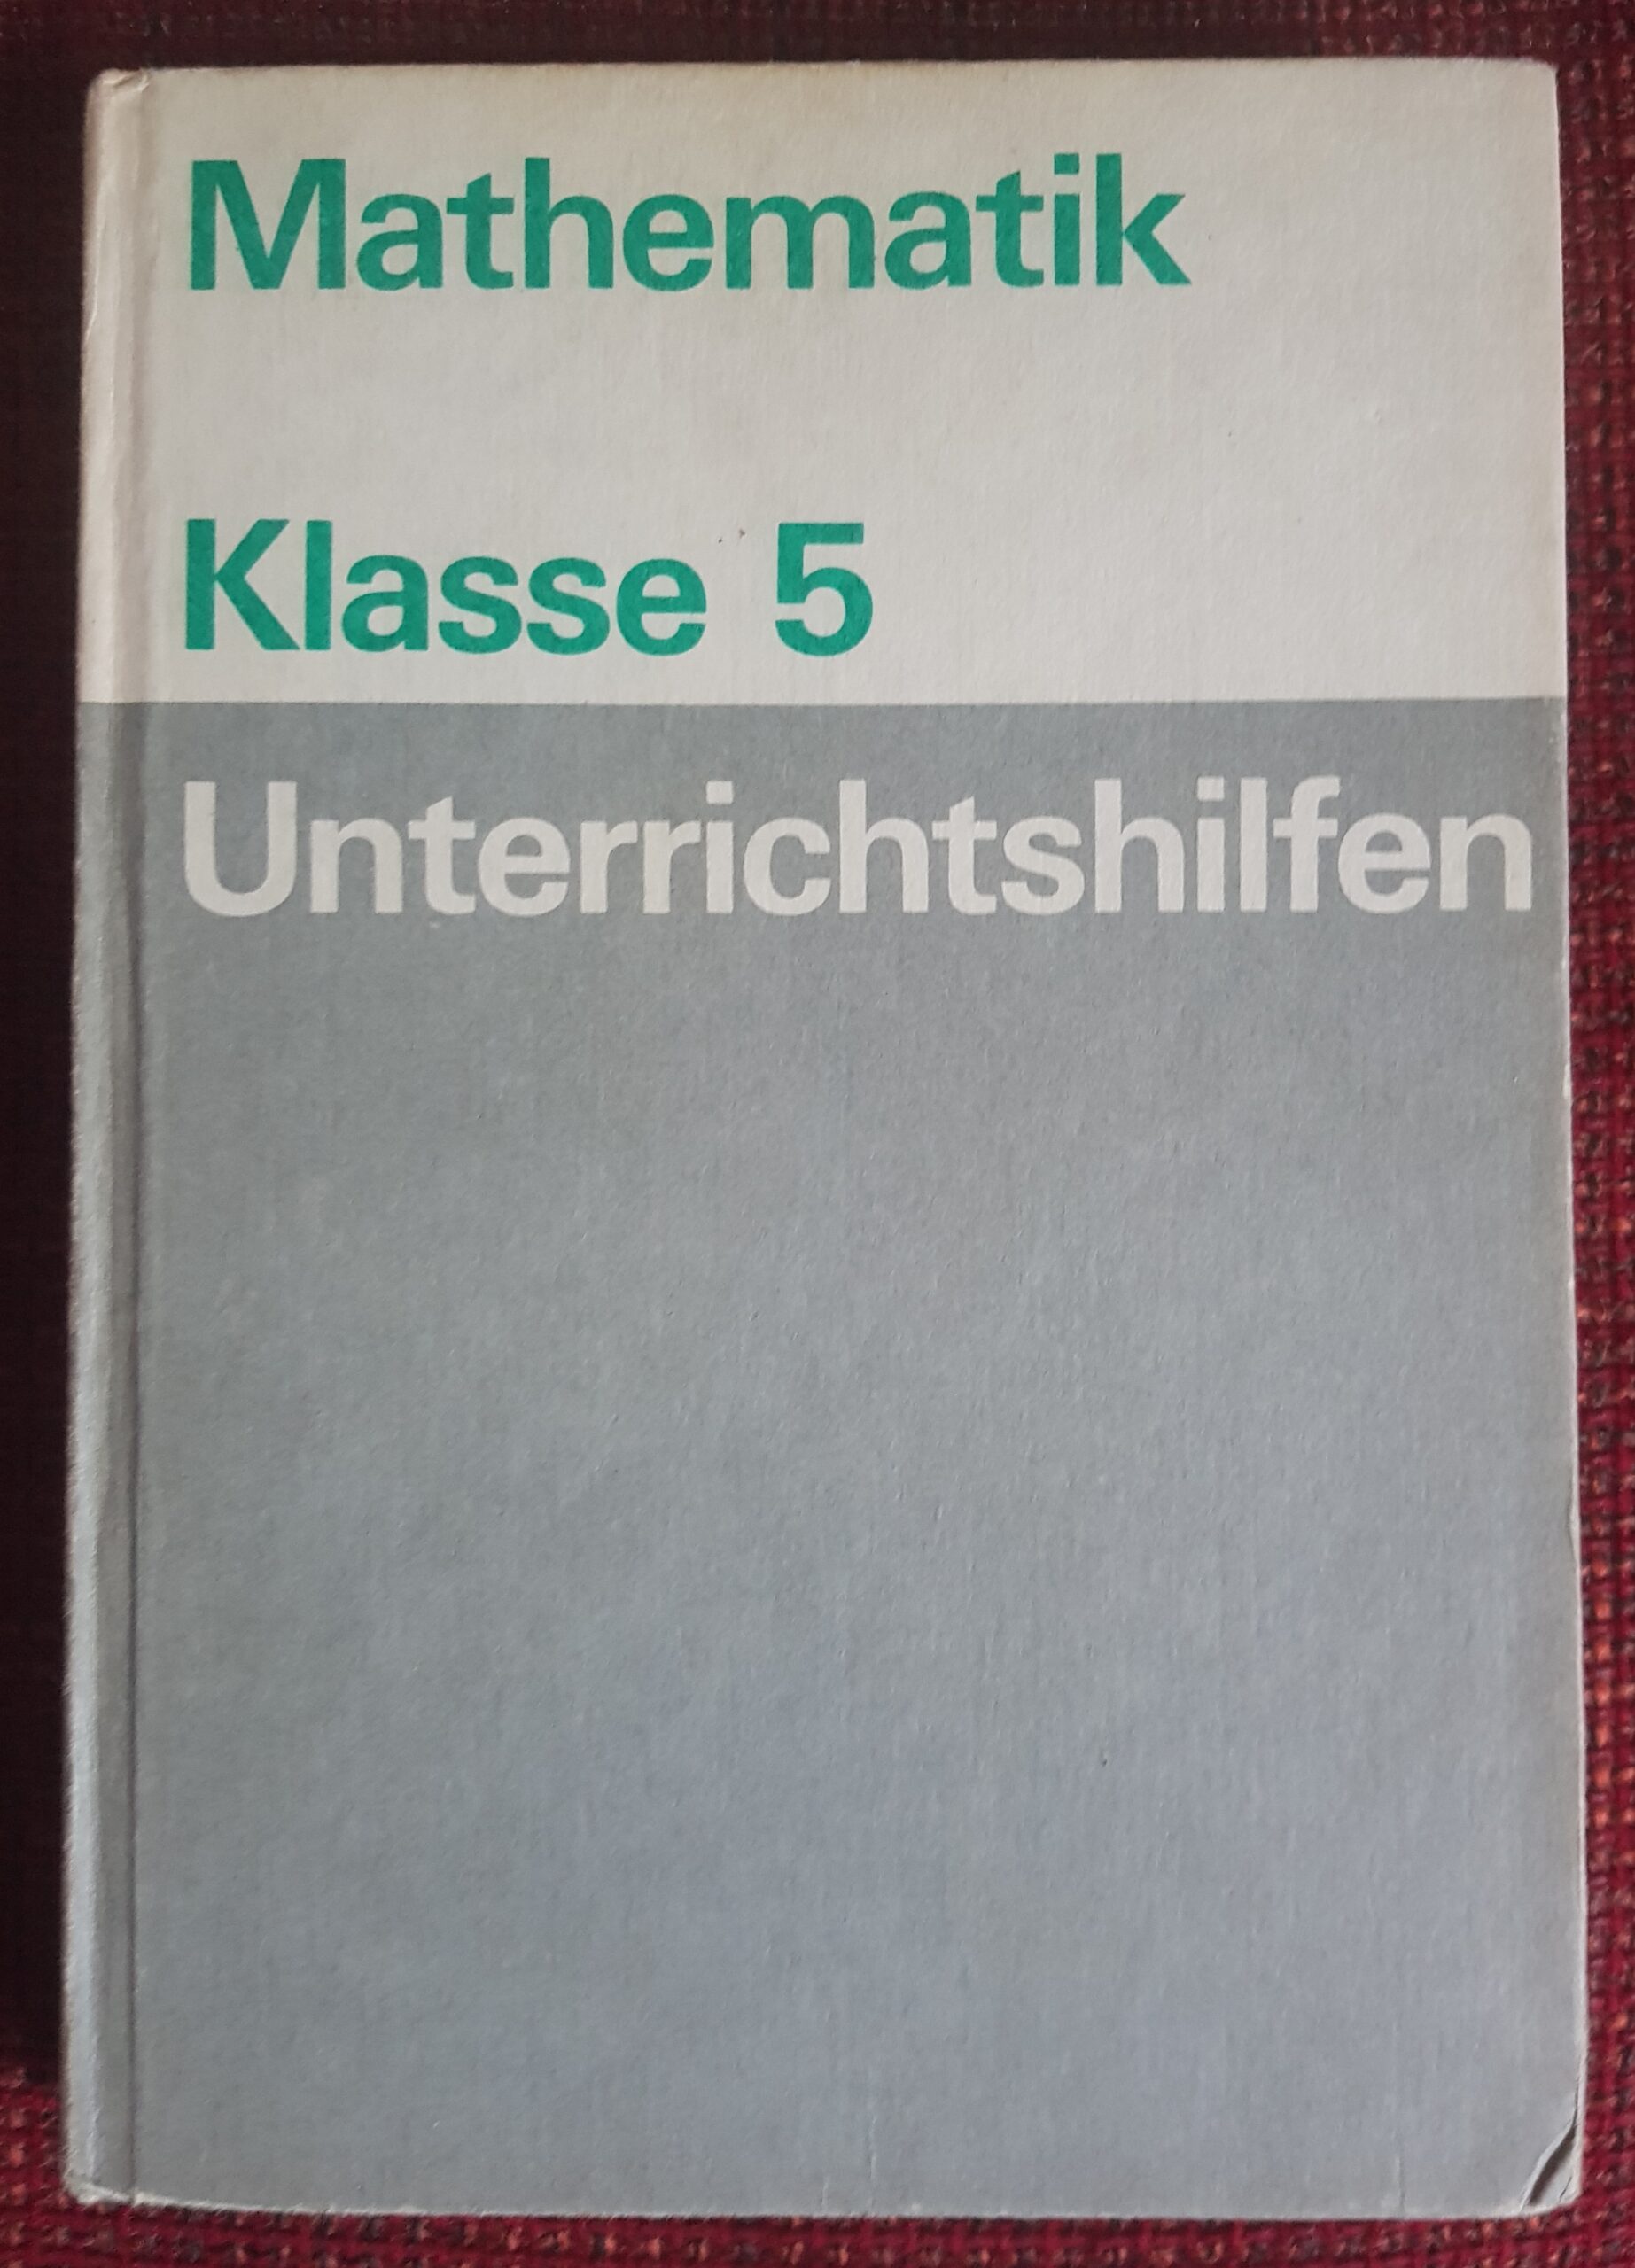 Mathematik
Klasse 5
Unterrichtshilfen